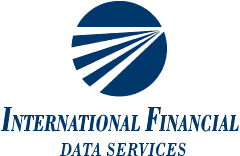 INTERNATIONAL FINANCIAL
DATA SERVICES